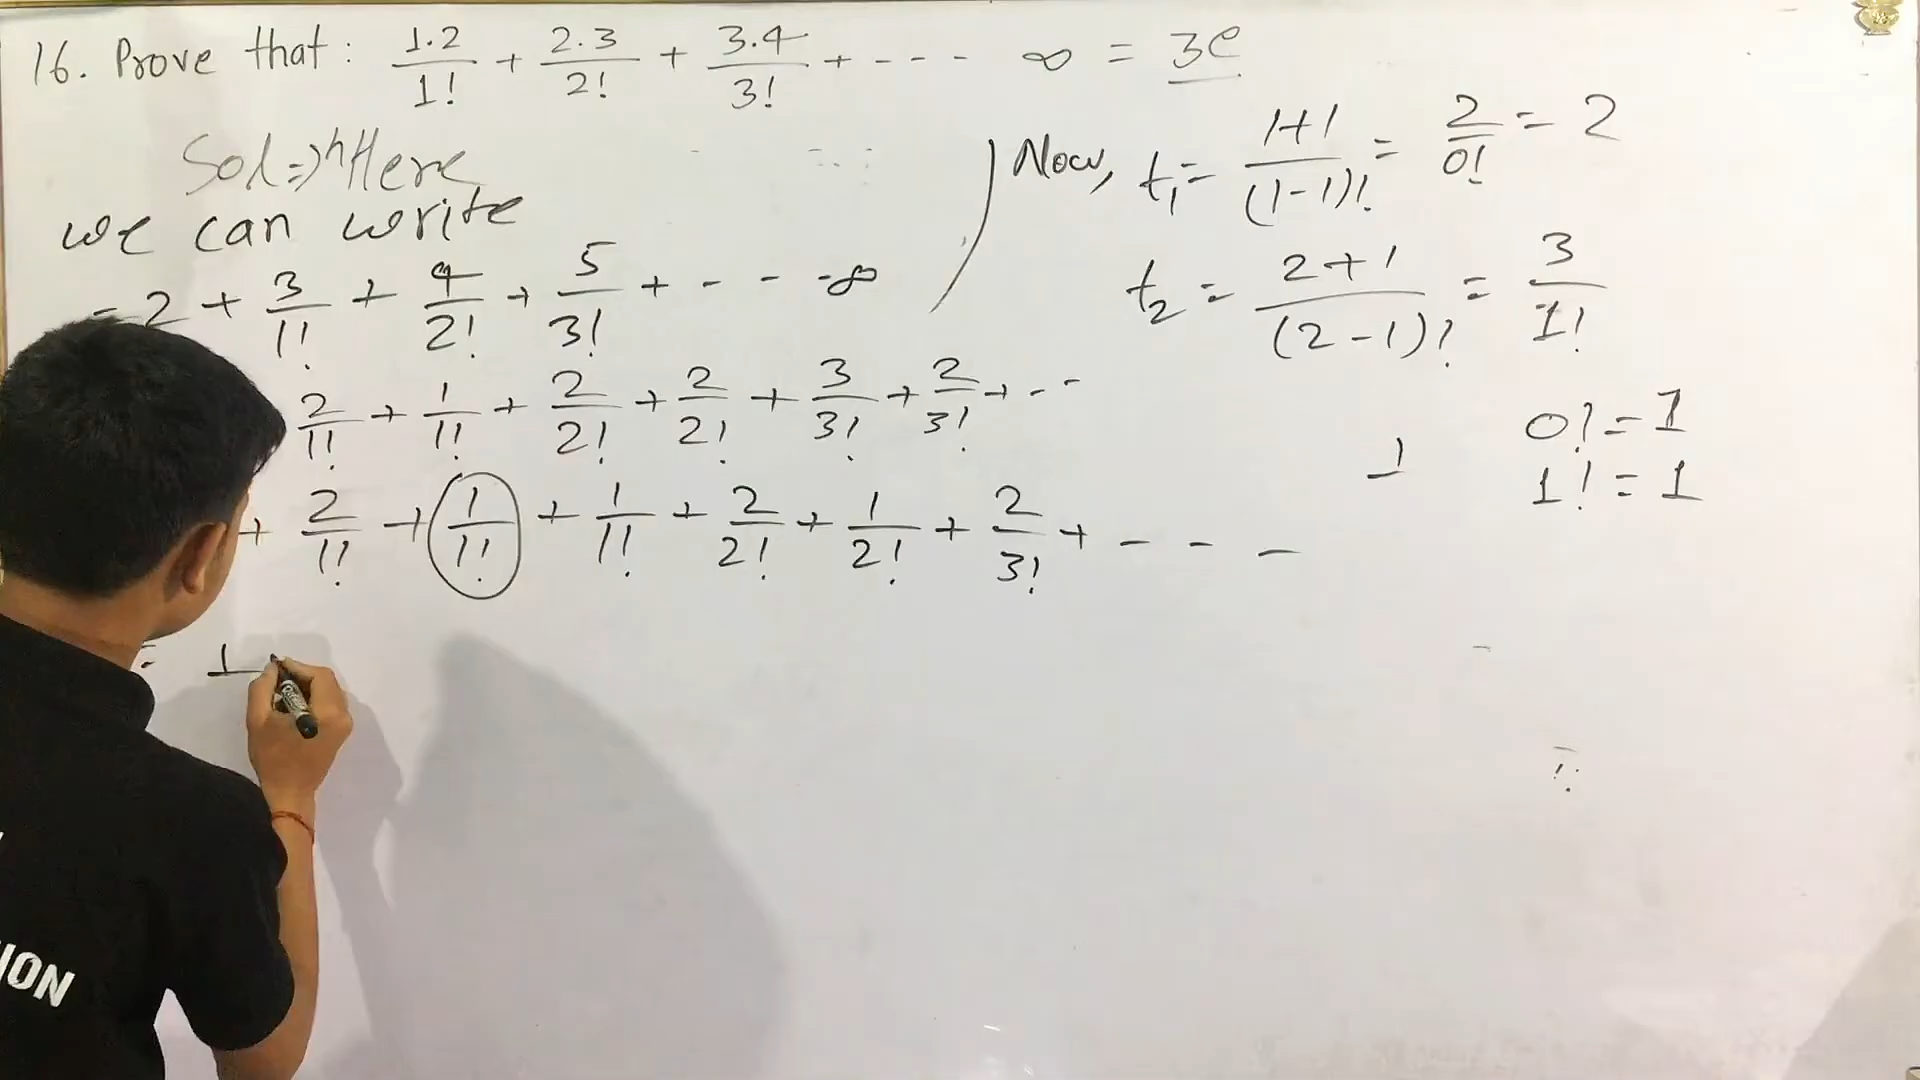 16. Prove that : 1.2/1! + 2.3/2! + 3.4/3! + - - - ∞ = 3e
Sol⇒ⁿ Here
we can write
= 2 + 3/1! + 4/2! + 5/3! + - - - ∞
2/1! + 1/1! + 2/2! + 2/2! + 3/3! + 2/3! + - -
+ 2/1! + 1/1! + 1/1! + 2/2! + 1/2! + 2/3! + - - -
= 1
Now, t₁ = 1+1/(1-1)! = 2/0! = 2
t₂ = 2+1/(2-1)! = 3/1!
0! = 1
1
1! = 1
ION